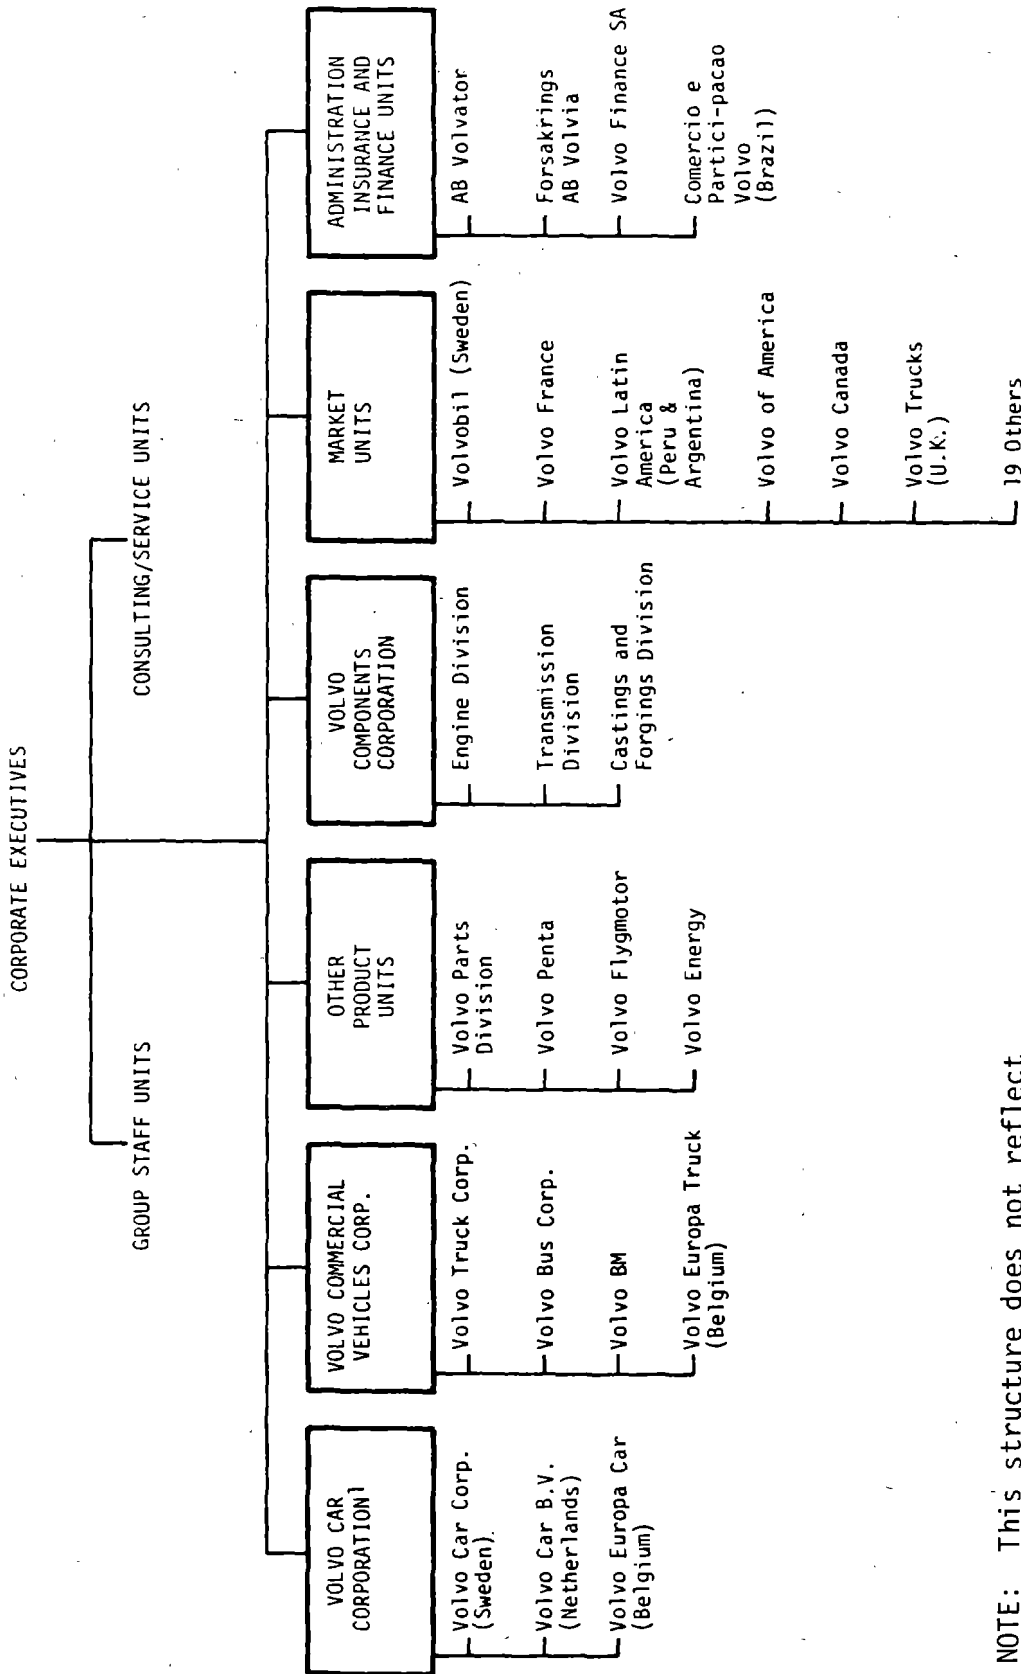 CORPORATE EXECUTIVES
GROUP STAFF UNITS
CONSULTING/SERVICE UNITS
VOLVO CAR
CORPORATION1
Volvo Car Corp.
(Sweden)
Volvo Car B.V.
(Netherlands)
Volvo Europa Car
(Belgium)
VOLVO COMMERCIAL
VEHICLES CORP.
Volvo Truck Corp.
Volvo Bus Corp.
Volvo BM
Volvo Europa Truck
(Belgium)
OTHER
PRODUCT
UNITS
Volvo Parts
Division
Volvo Penta
Volvo Flygmotor
Volvo Energy
VOLVO
COMPONENTS
CORPORATION
Engine Division
Transmission
Division
Castings and
Forgings Division
MARKET
UNITS
Volvobil (Sweden)
Volvo France
Volvo Latin
America
(Peru &
Argentina)
Volvo of America
Volvo Canada
Volvo Trucks
(U.K.)
19 Others
ADMINISTRATION
INSURANCE AND
FINANCE UNITS
AB Volvator
Forsakrings
AB Volvia
Volvo Finance SA
Comercio e
Partici-pacao
Volvo
(Brazil)
NOTE: This structure does not reflect